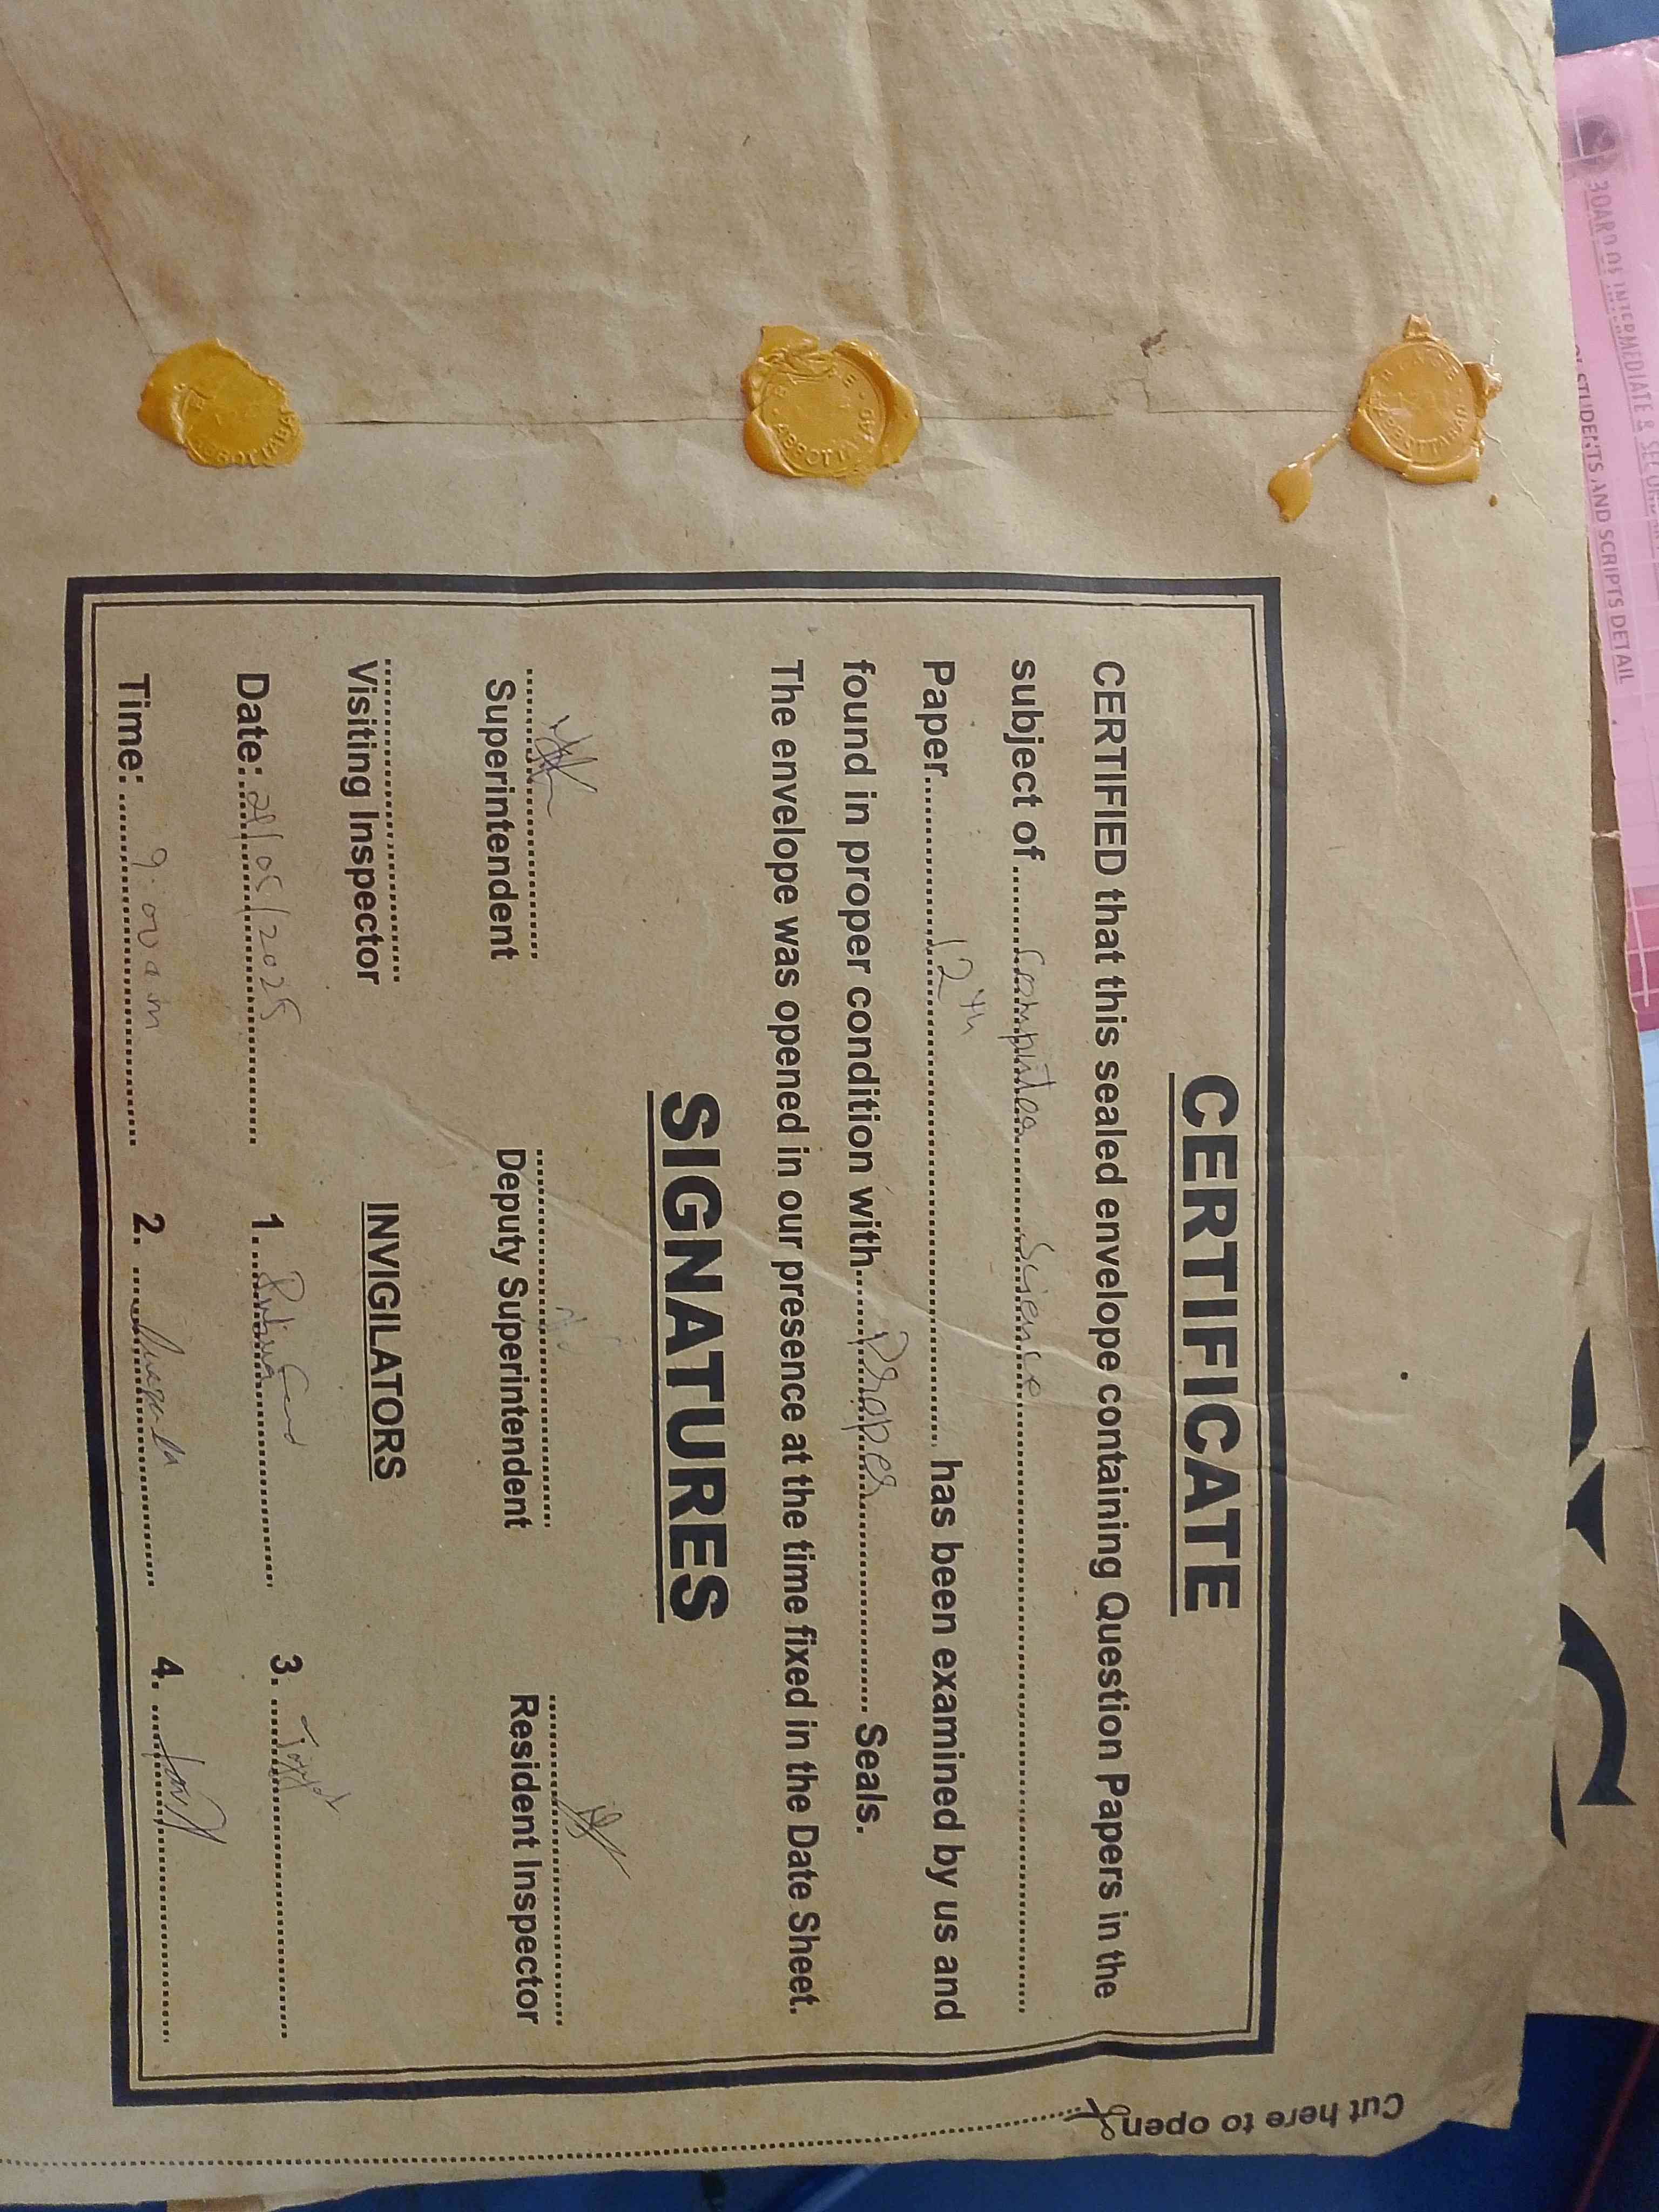 BOARD OF INTERMEDIATE &
STUDENTS AND SCRIPTS DETAIL
CERTIFICATE
CERTIFIED that this sealed envelope containing Question Papers in the
subject of Computer Science
Paper 12th has been examined by us and
found in proper condition with Proper Seals.
The envelope was opened in our presence at the time fixed in the Date Sheet.
SIGNATURES
Superintendent Deputy Superintendent Resident Inspector
Visiting Inspector INVIGILATORS
Date: /05/2025 1. 3.
Time: 9:00 am 2. 4.
Cut here to open